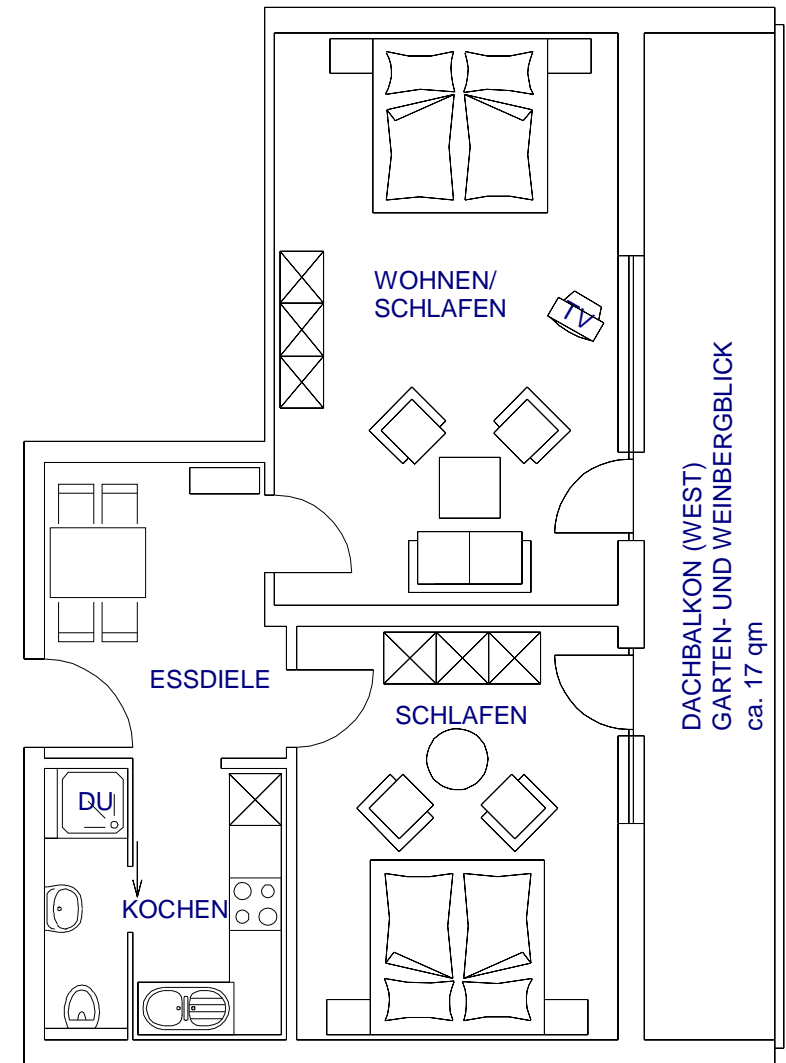 WOHNEN/
SCHLAFEN
TV
DACHBALKON (WEST)
GARTEN- UND WEINBERGBLICK
ca. 17 qm
ESSDIELE
SCHLAFEN
DU
KOCHEN